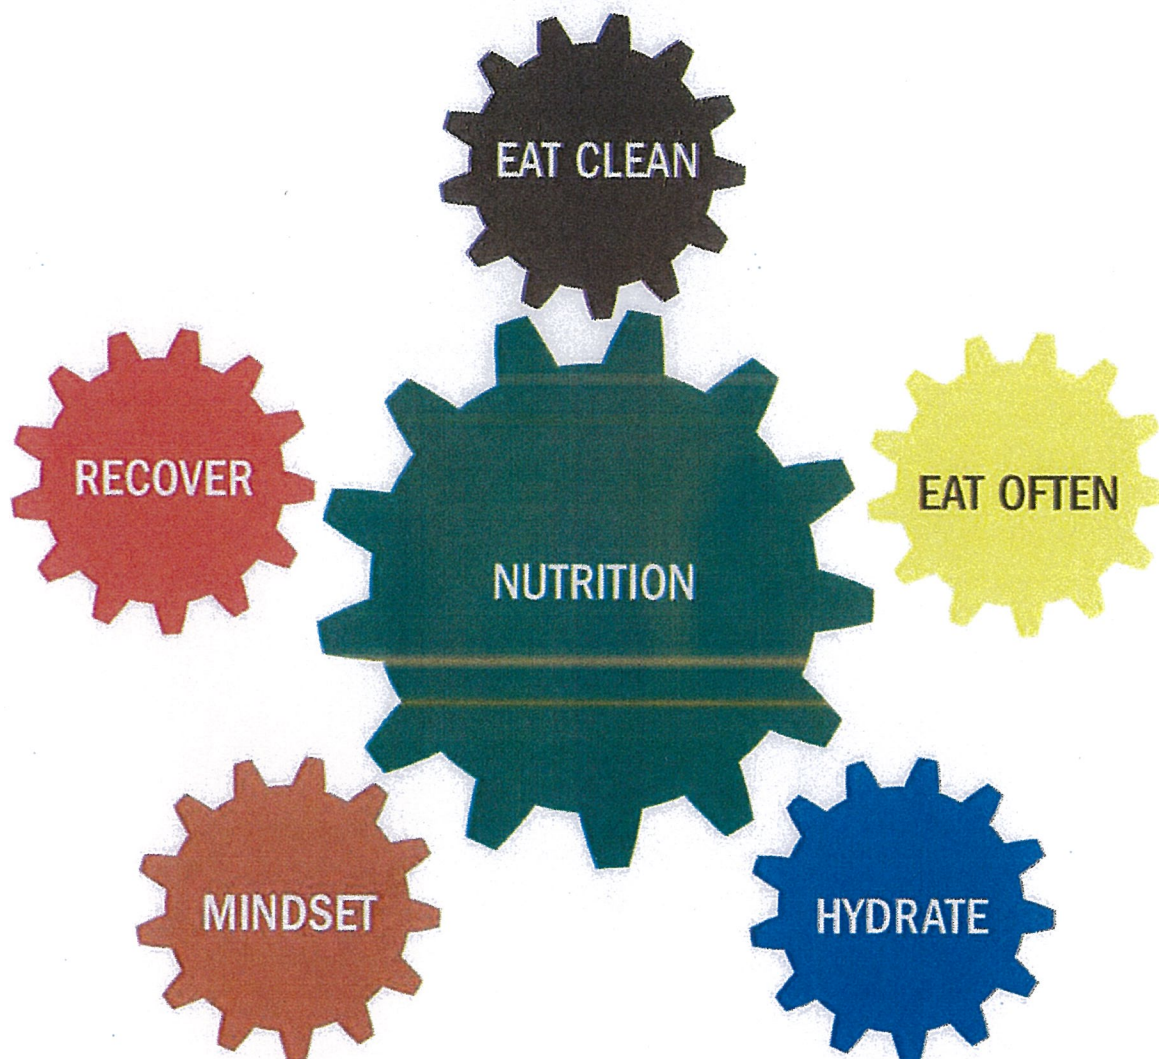 EAT CLEAN
RECOVER
EAT OFTEN
NUTRITION
MINDSET
HYDRATE